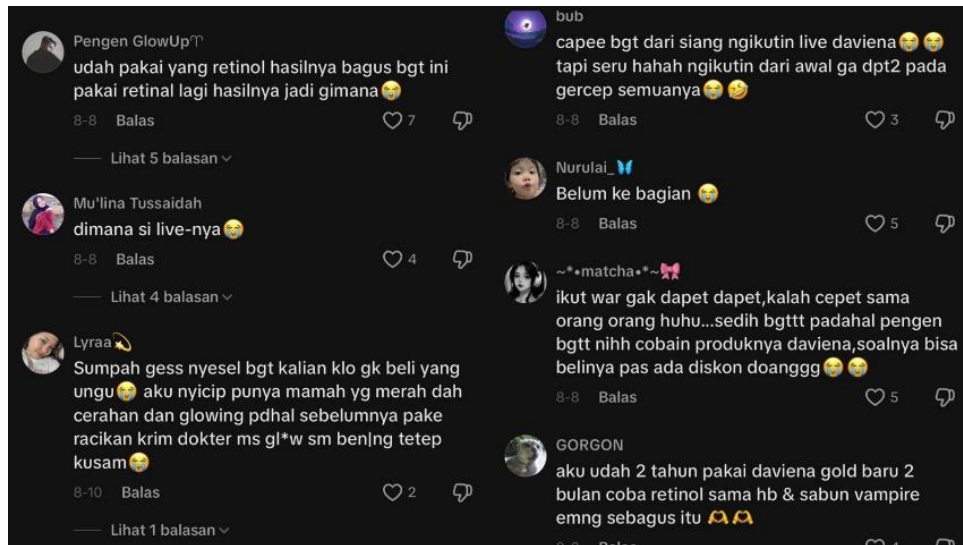 Pengen GlowUp♈
udah pakai yang retinol hasilnya bagus bgt ini
pakai retinal lagi hasilnya jadi gimana😭
8-8 Balas 7
Lihat 5 balasan
Mu'lina Tussaidah
dimana si live-nya😭
8-8 Balas 4
Lihat 4 balasan
Lyraa💫
Sumpah gess nyesel bgt kalian klo gk beli yang
ungu😭 aku nyicip punya mamah yg merah dah
cerahan dan glowing pdhal sebelumnya pake
racikan krim dokter ms gl*w sm ben|ng tetep
kusam😭
8-10 Balas 2
Lihat 1 balasan
bub
capee bgt dari siang ngikutin live daviena😭😭
tapi seru hahah ngikutin dari awal ga dpt2 pada
gercep semuanya😭🤣
8-8 Balas 3
Nurulai_🦋
Belum ke bagian 😭
8-8 Balas 5
~*•matcha•*~🎀
ikut war gak dapet dapet,kalah cepet sama
orang orang huhu...sedih bgttt padahal pengen
bgtt nihh cobain produknya daviena,soalnya bisa
belinya pas ada diskon doanggg😭😭
8-8 Balas 5
GORGON
aku udah 2 tahun pakai daviena gold baru 2
bulan coba retinol sama hb & sabun vampire
emng sebagus itu 🫶🫶